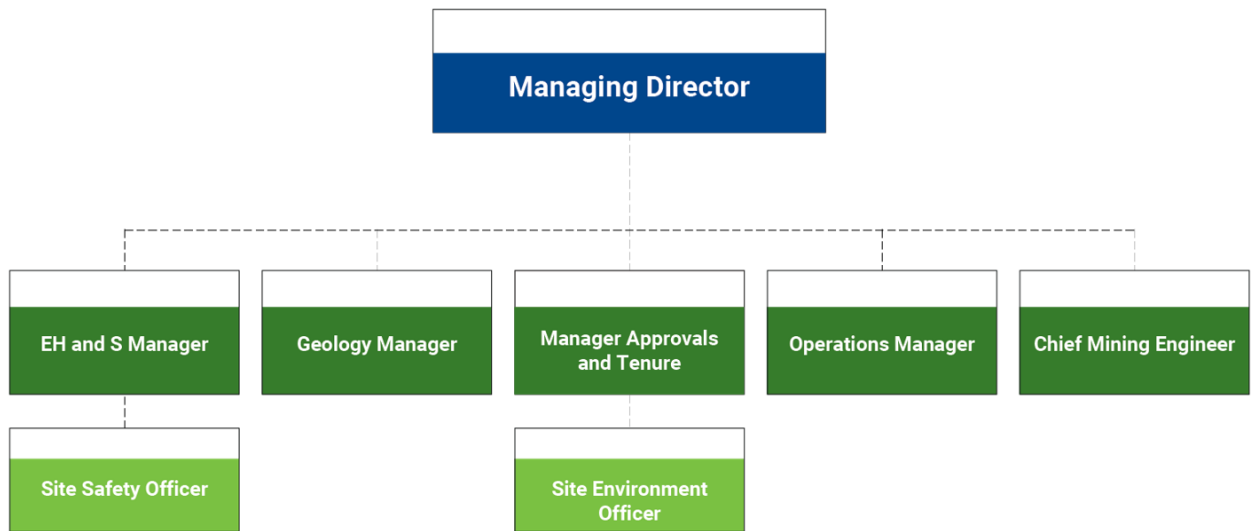 Managing Director
EH and S Manager
Geology Manager
Manager Approvals
and Tenure
Operations Manager
Chief Mining Engineer
Site Safety Officer
Site Environment
Officer